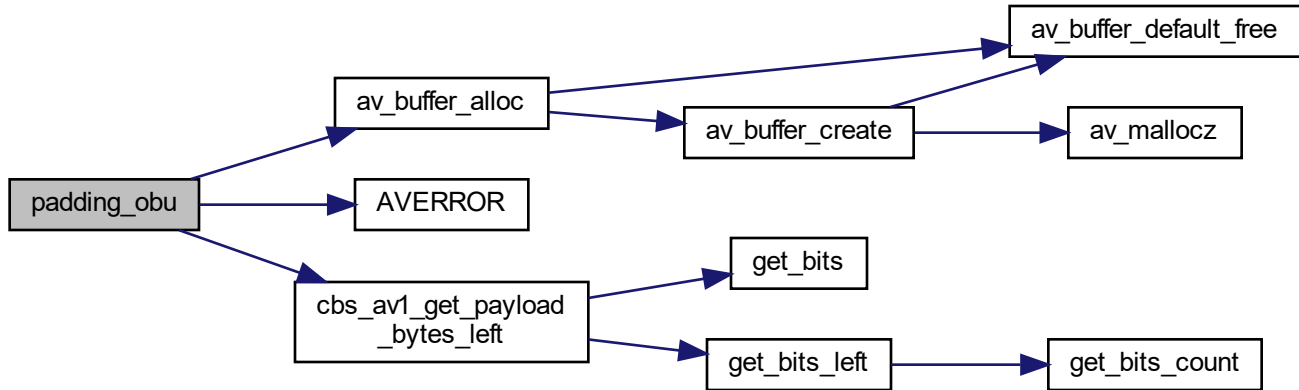 padding_obu
av_buffer_alloc
AVERROR
cbs_av1_get_payload
_bytes_left
av_buffer_create
get_bits
get_bits_left
av_buffer_default_free
av_mallocz
get_bits_count